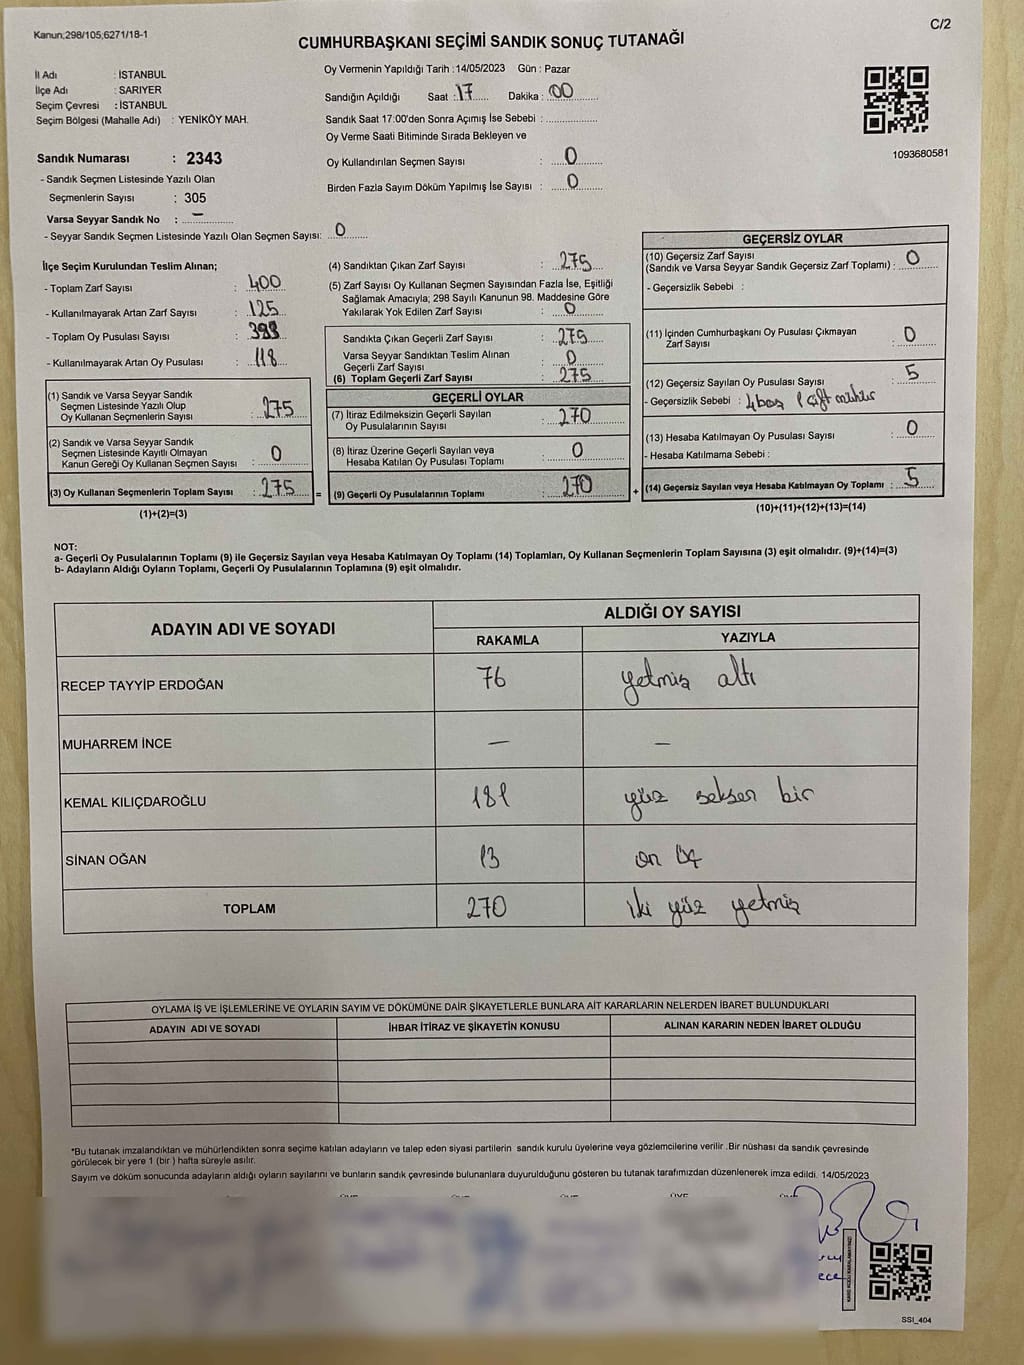 Kanun;298/105;6271/18-1
C/2
CUMHURBAŞKANI SEÇİMİ SANDIK SONUÇ TUTANAĞI
İl Adı : İSTANBUL
İlçe Adı : SARIYER
Seçim Çevresi : İSTANBUL
Seçim Bölgesi (Mahalle Adı) : YENİKÖY MAH.
Sandık Numarası : 2343
- Sandık Seçmen Listesinde Yazılı Olan
Seçmenlerin Sayısı : 305
Varsa Seyyar Sandık No : –
- Seyyar Sandık Seçmen Listesinde Yazılı Olan Seçmen Sayısı: 0
Oy Vermenin Yapıldığı Tarih :14/05/2023 Gün : Pazar
Sandığın Açıldığı Saat : 17 Dakika : 00
Sandık Saat 17:00'den Sonra Açımış İse Sebebi :
Oy Verme Saati Bitiminde Sırada Bekleyen ve
Oy Kullandırılan Seçmen Sayısı : 0
Birden Fazla Sayım Döküm Yapılmış İse Sayısı : 0
1093680581
İlçe Seçim Kurulundan Teslim Alınan;
- Toplam Zarf Sayısı : 400
- Kullanılmayarak Artan Zarf Sayısı : 125
- Toplam Oy Pusulası Sayısı :
- Kullanılmayarak Artan Oy Pusulası : 118
(1) Sandık ve Varsa Seyyar Sandık
Seçmen Listesinde Yazılı Olup
Oy Kullanan Seçmenlerin Sayısı : 275
(2) Sandık ve Varsa Seyyar Sandık
Seçmen Listesinde Kayıtlı Olmayan
Kanun Gereği Oy Kullanan Seçmen Sayısı : 0
(3) Oy Kullanan Seçmenlerin Toplam Sayısı : 275 =
(1)+(2)=(3)
(4) Sandıktan Çıkan Zarf Sayısı : 275
(5) Zarf Sayısı Oy Kullanan Seçmen Sayısından Fazla İse, Eşitliği
Sağlamak Amacıyla; 298 Sayılı Kanunun 98. Maddesine Göre
Yakılarak Yok Edilen Zarf Sayısı : 0
Sandıkta Çıkan Geçerli Zarf Sayısı : 275
Varsa Seyyar Sandıktan Teslim Alınan
Geçerli Zarf Sayısı : 0
(6) Toplam Geçerli Zarf Sayısı : 275
GEÇERLİ OYLAR
(7) İtiraz Edilmeksizin Geçerli Sayılan
Oy Pusulalarının Sayısı : 270
(8) İtiraz Üzerine Geçerli Sayılan veya
Hesaba Katılan Oy Pusulası Toplamı : 0
(9) Geçerli Oy Pusulalarının Toplamı : 270 +
GEÇERSİZ OYLAR
(10) Geçersiz Zarf Sayısı
(Sandık ve Varsa Seyyar Sandık Geçersiz Zarf Toplamı) : 0
- Geçersizlik Sebebi :
(11) İçinden Cumhurbaşkanı Oy Pusulası Çıkmayan
Zarf Sayısı : 0
(12) Geçersiz Sayılan Oy Pusulası Sayısı : 5
- Geçersizlik Sebebi : 4 boş 1 çift mühür
(13) Hesaba Katılmayan Oy Pusulası Sayısı : 0
- Hesaba Katılmama Sebebi :
(14) Geçersiz Sayılan veya Hesaba Katılmayan Oy Toplamı : 5
(10)+(11)+(12)+(13)=(14)
NOT:
a- Geçerli Oy Pusulalarının Toplamı (9) ile Geçersiz Sayılan veya Hesaba Katılmayan Oy Toplamı (14) Toplamları, Oy Kullanan Seçmenlerin Toplam Sayısına (3) eşit olmalıdır. (9)+(14)=(3)
b- Adayların Aldığı Oyların Toplamı, Geçerli Oy Pusulalarının Toplamına (9) eşit olmalıdır.
ADAYIN ADI VE SOYADI
ALDIĞI OY SAYISI
RAKAMLA YAZIYLA
RECEP TAYYİP ERDOĞAN 76 yetmiş altı
MUHARREM İNCE – –
KEMAL KILIÇDAROĞLU 181 yüz seksen bir
SİNAN OĞAN 13 on üç
TOPLAM 270 iki yüz yetmiş
OYLAMA İŞ VE İŞLEMLERİNE VE OYLARIN SAYIM VE DÖKÜMÜNE DAİR ŞİKAYETLERLE BUNLARA AİT KARARLARIN NELERDEN İBARET BULUNDUKLARI
ADAYIN ADI VE SOYADI İHBAR İTİRAZ VE ŞİKAYETİN KONUSU ALINAN KARARIN NEDEN İBARET OLDUĞU
*Bu tutanak imzalandıktan ve mühürlendikten sonra seçime katılan adayların ve talep eden siyasi partilerin sandık kurulu üyelerine veya gözlemcilerine verilir .Bir nüshası da sandık çevresinde
görülecek bir yere 1 (bir ) hafta süreyle asılır.
Sayım ve döküm sonucunda adayların aldığı oyların sayılarını ve bunların sandık çevresinde bulunanlara duyurulduğunu gösteren bu tutanak tarafımızdan düzenlenerek imza edildi. 14/05/2023
SSI_404